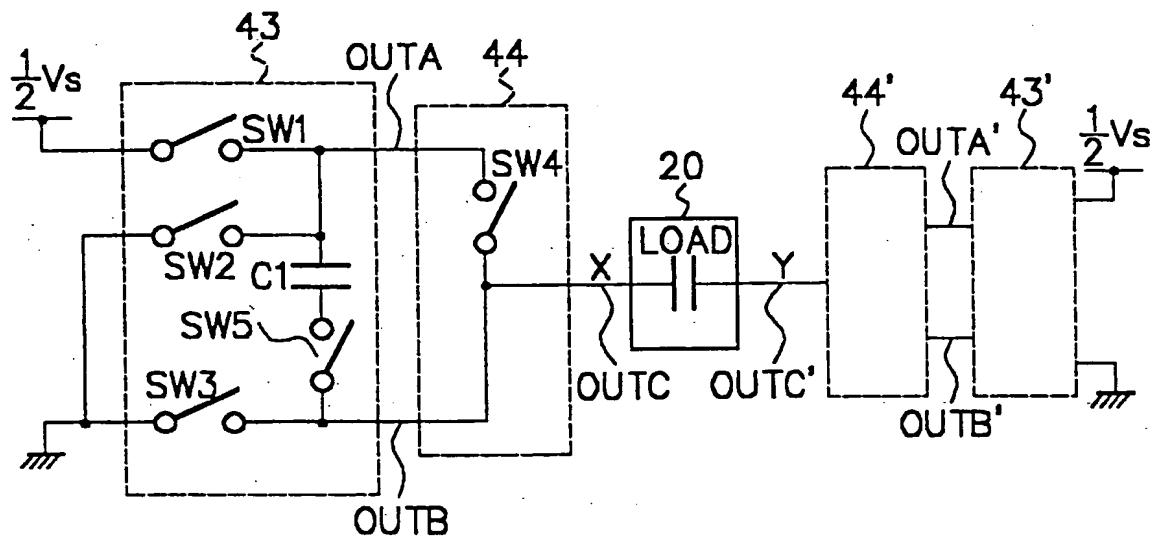 43
OUTA
44
½Vs
SW1
SW4
SW2
C1
SW5
SW3
OUTB
20
LOAD
X
Y
OUTC
OUTC'
44'
43'
OUTA'
½Vs
OUTB'